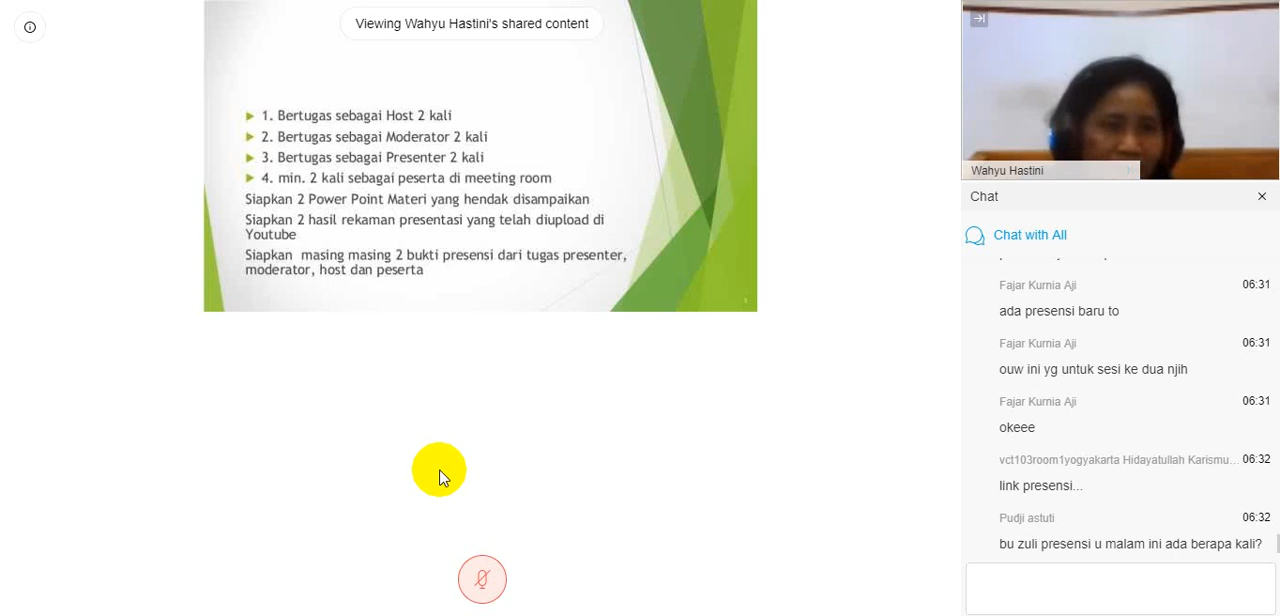 Viewing Wahyu Hastini's shared content
1. Bertugas sebagai Host 2 kali
2. Bertugas sebagai Moderator 2 kali
3. Bertugas sebagai Presenter 2 kali
4. min. 2 kali sebagai peserta di meeting room
Siapkan 2 Power Point Materi yang hendak disampaikan
Siapkan 2 hasil rekaman presentasi yang telah diupload di
Youtube
Siapkan masing masing 2 bukti presensi dari tugas presenter,
moderator, host dan peserta
Wahyu Hastini
Chat
Chat with All
Fajar Kurnia Aji 06:31
ada presensi baru to
Fajar Kurnia Aji 06:31
ouw ini yg untuk sesi ke dua njih
Fajar Kurnia Aji 06:31
okeee
vct103room1yogyakarta Hidayatullah Karismu... 06:32
link presensi...
Pudji astuti 06:32
bu zuli presensi u malam ini ada berapa kali?